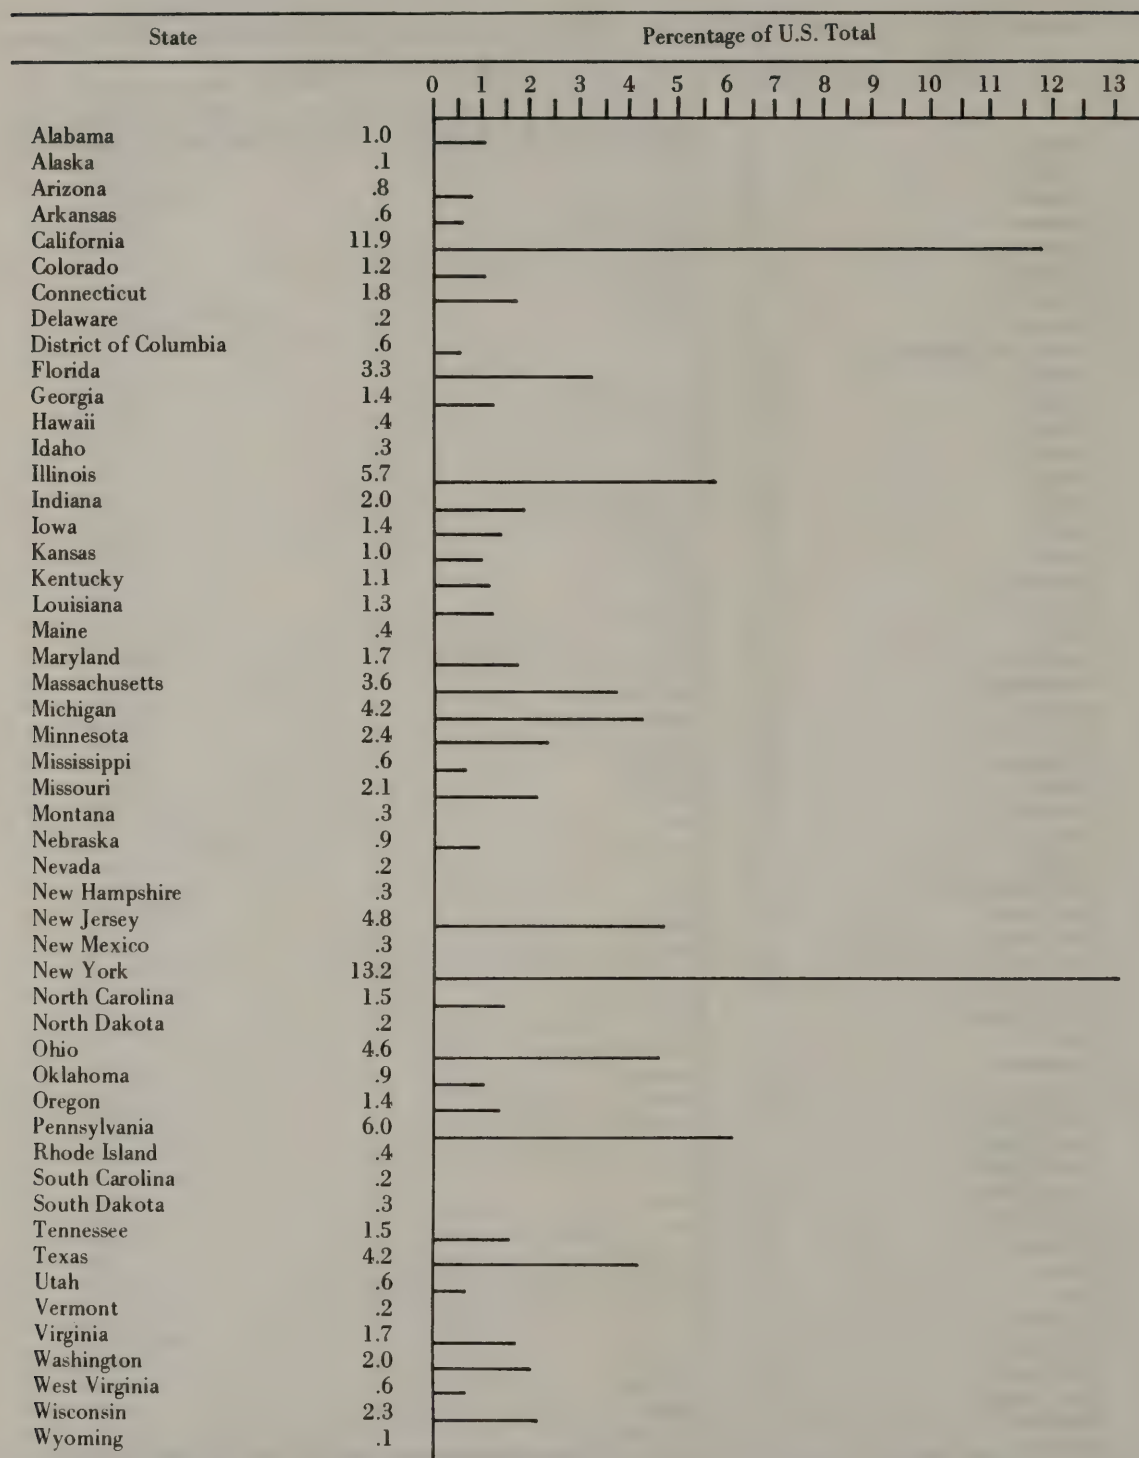 State Percentage of U.S. Total
0 1 2 3 4 5 6 7 8 9 10 11 12 13
Alabama 1.0
Alaska .1
Arizona .8
Arkansas .6
California 11.9
Colorado 1.2
Connecticut 1.8
Delaware .2
District of Columbia .6
Florida 3.3
Georgia 1.4
Hawaii .4
Idaho .3
Illinois 5.7
Indiana 2.0
Iowa 1.4
Kansas 1.0
Kentucky 1.1
Louisiana 1.3
Maine .4
Maryland 1.7
Massachusetts 3.6
Michigan 4.2
Minnesota 2.4
Mississippi .6
Missouri 2.1
Montana .3
Nebraska .9
Nevada .2
New Hampshire .3
New Jersey 4.8
New Mexico .3
New York 13.2
North Carolina 1.5
North Dakota .2
Ohio 4.6
Oklahoma .9
Oregon 1.4
Pennsylvania 6.0
Rhode Island .4
South Carolina .2
South Dakota .3
Tennessee 1.5
Texas 4.2
Utah .6
Vermont .2
Virginia 1.7
Washington 2.0
West Virginia .6
Wisconsin 2.3
Wyoming .1